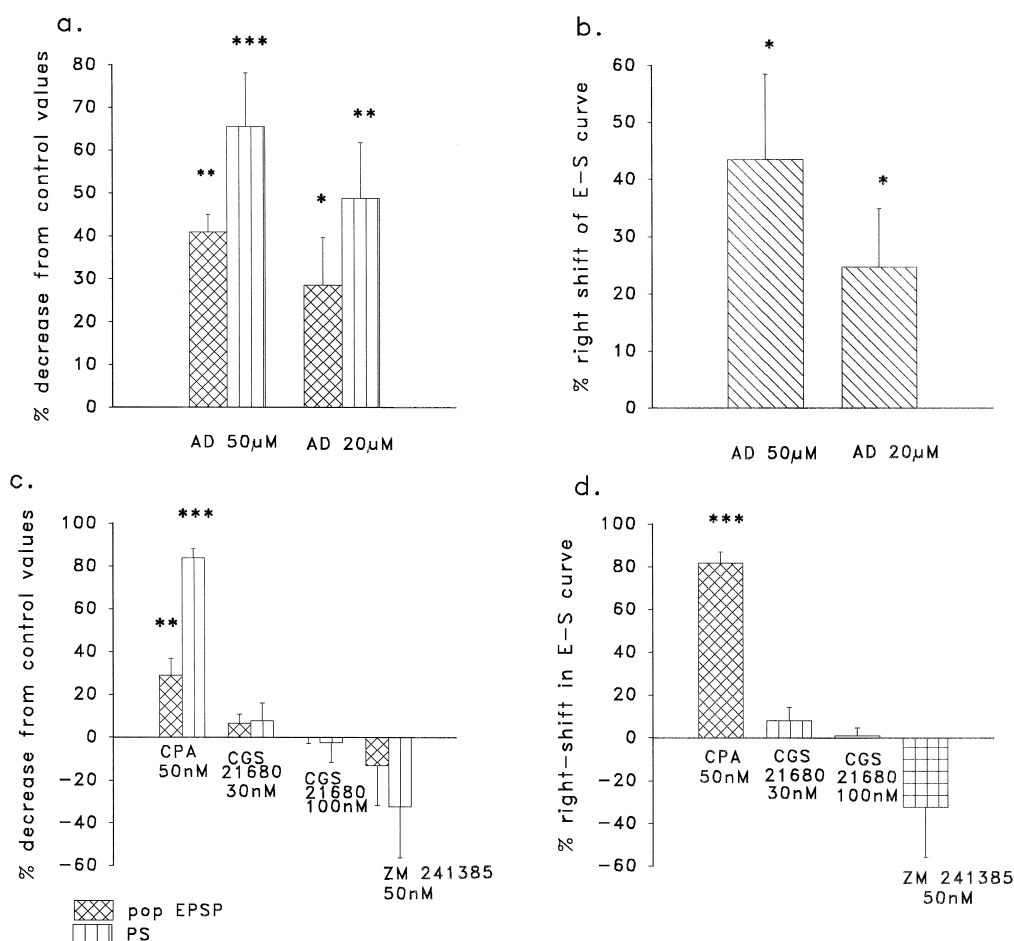 a.
% decrease from control values
80
70
60
50
40
30
20
10
0
**
***
*
**
AD 50μM
AD 20μM
b.
% right shift of E-S curve
60
50
40
30
20
10
0
*
*
AD 50μM
AD 20μM
c.
% decrease from control values
100
80
60
40
20
0
-20
-40
-60
**
***
CPA
50nM
CGS
21680
30nM
CGS
21680
100nM
ZM 241385
50nM
d.
% right-shift in E-S curve
100
80
60
40
20
0
-20
-40
-60
***
CPA
50nM
CGS
21680
30nM
CGS
21680
100nM
ZM 241385
50nM
pop EPSP
PS